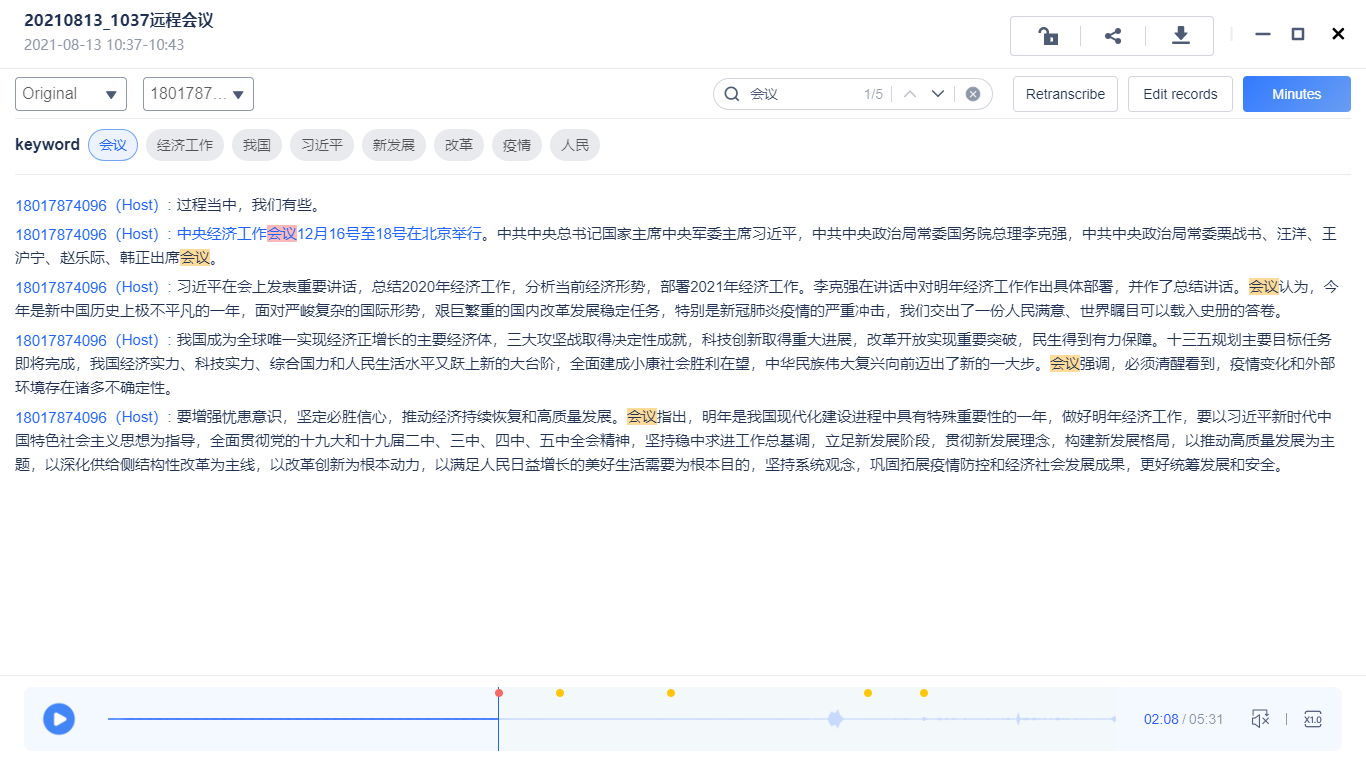 20210813_1037远程会议
2021-08-13 10:37-10:43
Original
1801787...
会议
1/5
Retranscribe
Edit records
Minutes
keyword 会议 经济工作 我国 习近平 新发展 改革 疫情 人民
18017874096（Host）: 过程当中，我们有些。
18017874096（Host）: 中央经济工作会议12月16号至18号在北京举行。中共中央总书记国家主席中央军委主席习近平，中共中央政治局常委国务院总理李克强，中共中央政治局常委栗战书、汪洋、王
沪宁、赵乐际、韩正出席会议。
18017874096（Host）: 习近平在会上发表重要讲话，总结2020年经济工作，分析当前经济形势，部署2021年经济工作。李克强在讲话中对明年经济工作作出具体部署，并作了总结讲话。会议认为，今
年是新中国历史上极不平凡的一年，面对严峻复杂的国际形势，艰巨繁重的国内改革发展稳定任务，特别是新冠肺炎疫情的严重冲击，我们交出了一份人民满意、世界瞩目可以载入史册的答卷。
18017874096（Host）: 我国成为全球唯一实现经济正增长的主要经济体，三大攻坚战取得决定性成就，科技创新取得重大进展，改革开放实现重要突破，民生得到有力保障。十三五规划主要目标任务
即将完成，我国经济实力、科技实力、综合国力和人民生活水平又跃上新的大台阶，全面建成小康社会胜利在望，中华民族伟大复兴向前迈出了新的一大步。会议强调，必须清醒看到，疫情变化和外部
环境存在诸多不确定性。
18017874096（Host）: 要增强忧患意识，坚定必胜信心，推动经济持续恢复和高质量发展。会议指出，明年是我国现代化建设进程中具有特殊重要性的一年，做好明年经济工作，要以习近平新时代中
国特色社会主义思想为指导，全面贯彻党的十九大和十九届二中、三中、四中、五中全会精神，坚持稳中求进工作总基调，立足新发展阶段，贯彻新发展理念，构建新发展格局，以推动高质量发展为主
题，以深化供给侧结构性改革为主线，以改革创新为根本动力，以满足人民日益增长的美好生活需要为根本目的，坚持系统观念，巩固拓展疫情防控和经济社会发展成果，更好统筹发展和安全。
02:08 / 05:31
X1.0